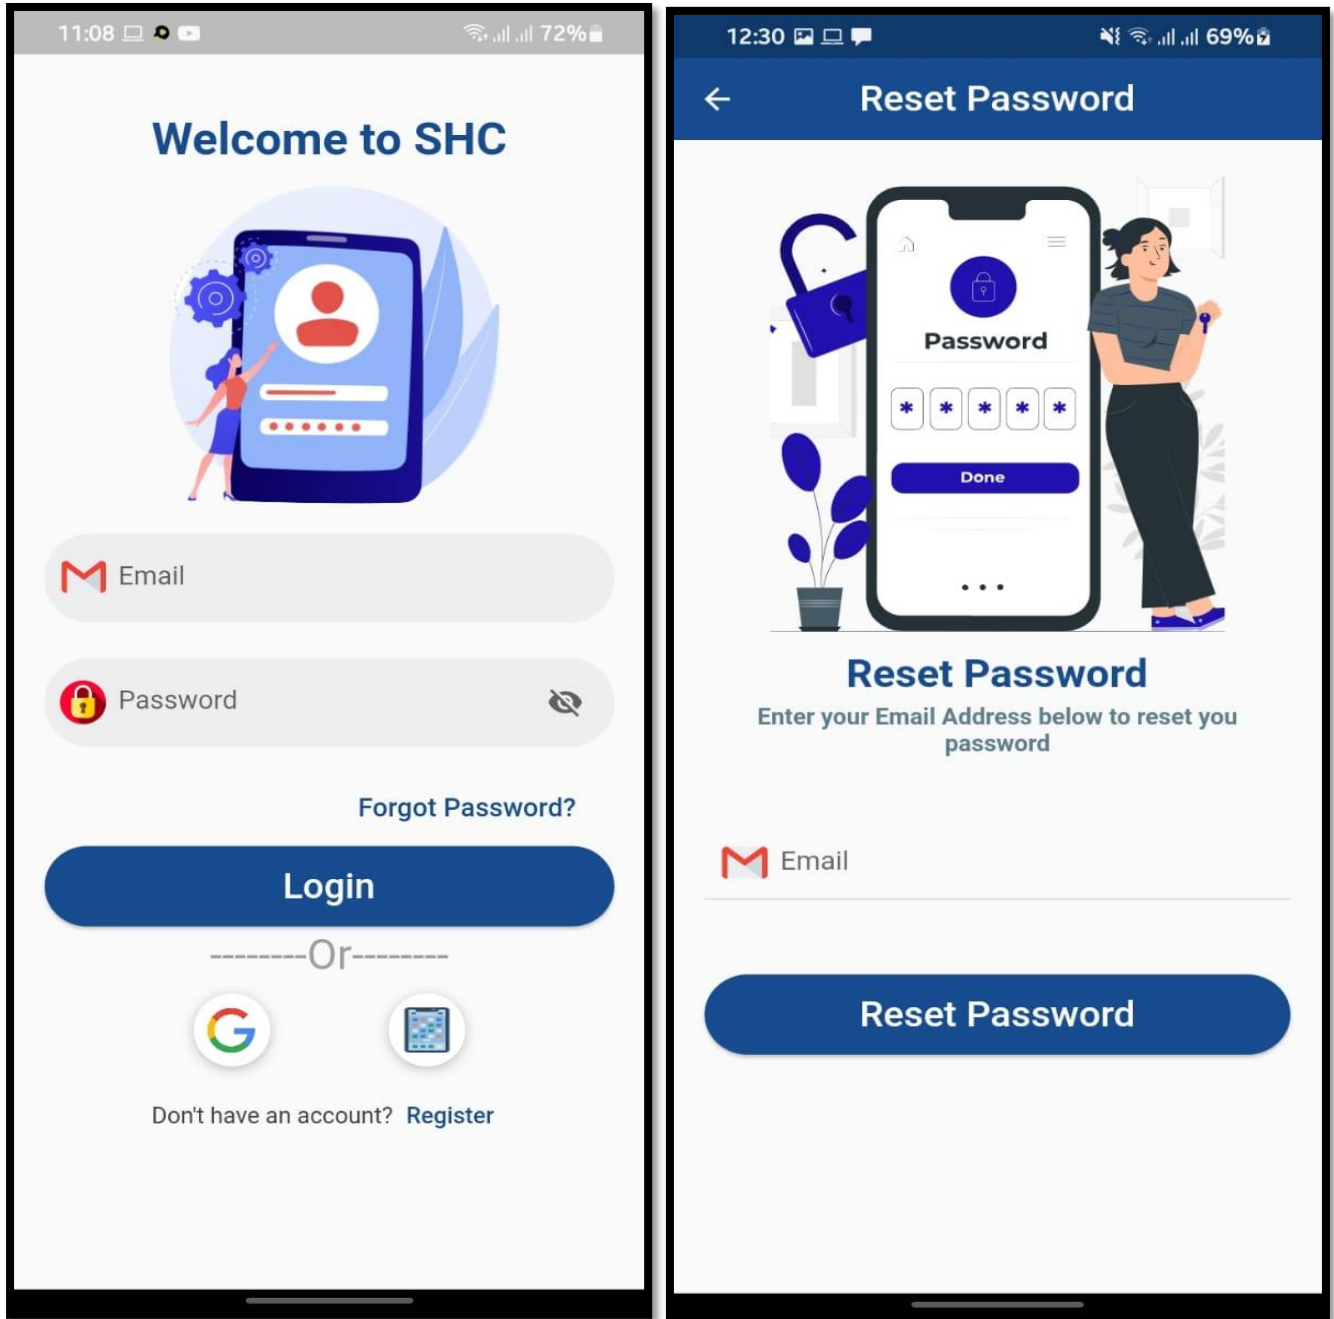 11:08
72%
Welcome to SHC
Email
Password
Forgot Password?
Login
--------Or--------
Don't have an account? Register
12:30
69%
Reset Password
Password
* * * * *
Done
Reset Password
Enter your Email Address below to reset you
password
Email
Reset Password